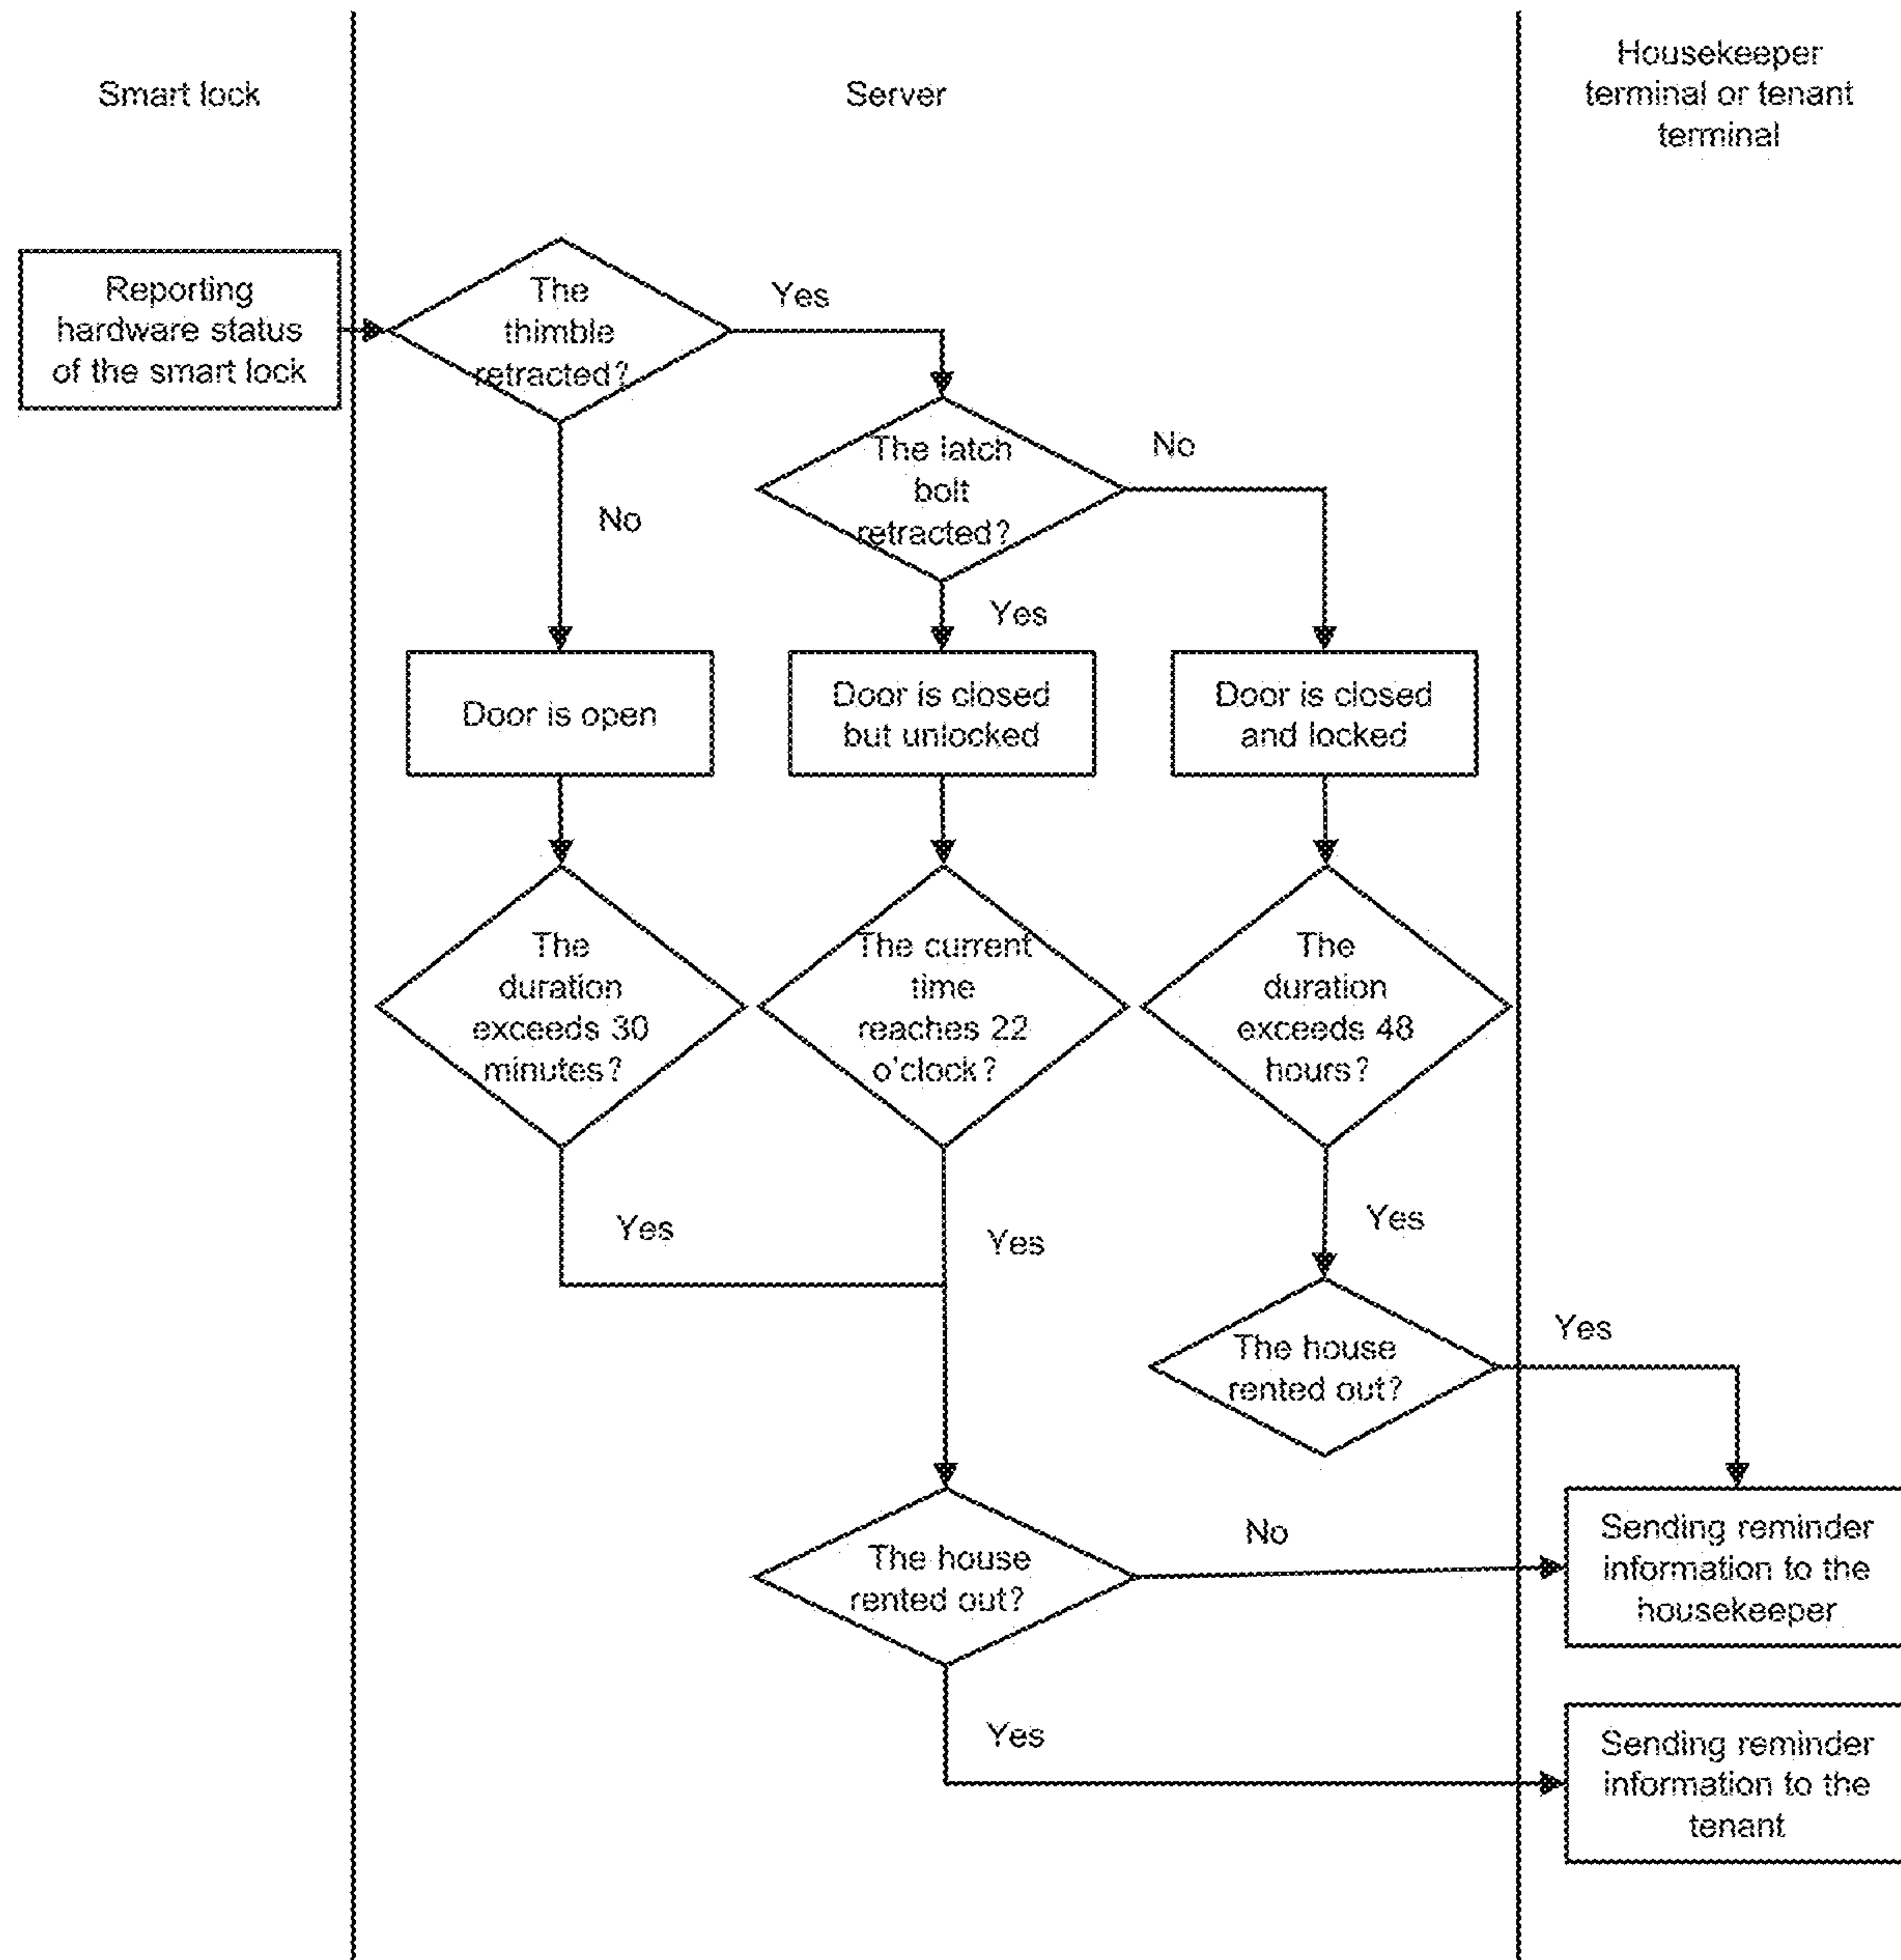 Smart lock
Server
Housekeeper
terminal or tenant
terminal
Reporting
hardware status
of the smart lock
The
thimble
retracted?
Yes
No
The latch
bolt
retracted?
No
Yes
Door is open
Door is closed
but unlocked
Door is closed
and locked
The
duration
exceeds 30
minutes?
The current
time
reaches 22
o'clock?
The
duration
exceeds 48
hours?
Yes
Yes
Yes
The house
rented out?
Yes
The house
rented out?
No
Yes
Sending reminder
information to the
housekeeper
Sending reminder
information to the
tenant